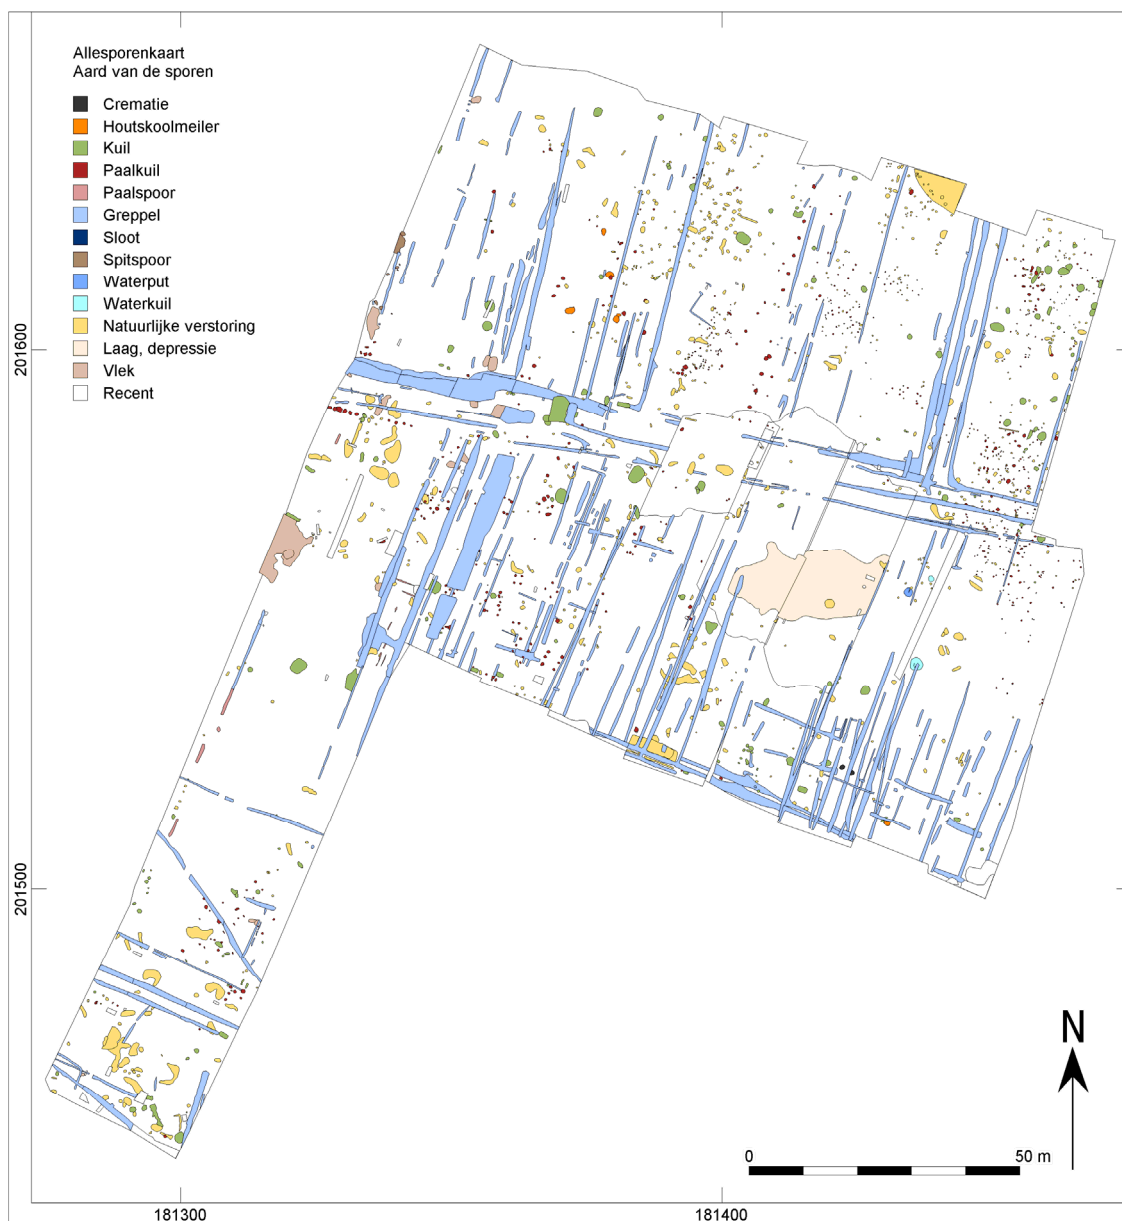 Allesporenkaart
Aard van de sporen
Crematie
Houtskoolmeiler
Kuil
Paalkuil
Paalspoor
Greppel
Sloot
Spitspoor
Waterput
Waterkuil
Natuurlijke verstoring
Laag, depressie
Vlek
Recent
201600
201500
N
0 50 m
181300 181400